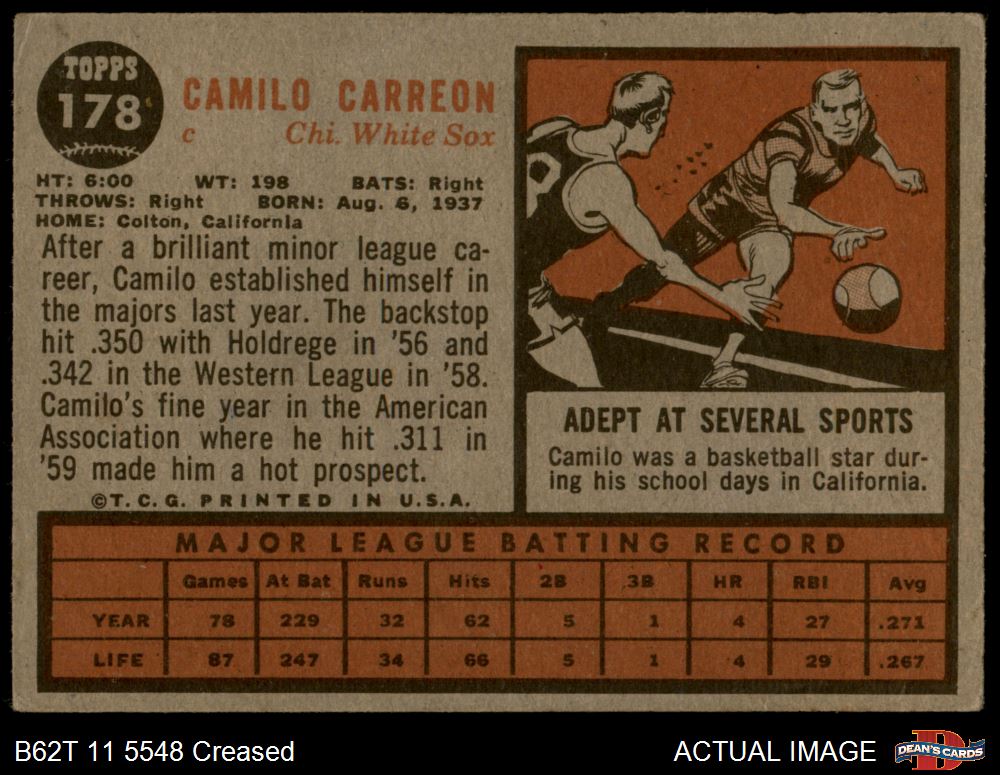 TOPPS
178
CAMILO CARREON
c Chi. White Sox
HT: 6:00 WT: 198 BATS: Right
THROWS: Right BORN: Aug. 6, 1937
HOME: Colton, California
After a brilliant minor league ca-
reer, Camilo established himself in
the majors last year. The backstop
hit .350 with Holdrege in '56 and
.342 in the Western League in '58.
Camilo's fine year in the American
Association where he hit .311 in
'59 made him a hot prospect.
©T.C.G. PRINTED IN U.S.A.
ADEPT AT SEVERAL SPORTS
Camilo was a basketball star dur-
ing his school days in California.
MAJOR LEAGUE BATTING RECORD
Games At Bat Runs Hits 2B 3B HR RBI Avg
YEAR 78 229 32 62 5 1 4 27 .271
LIFE 87 247 34 66 5 1 4 29 .267
B62T 11 5548 Creased
ACTUAL IMAGE
DEAN'S CARDS